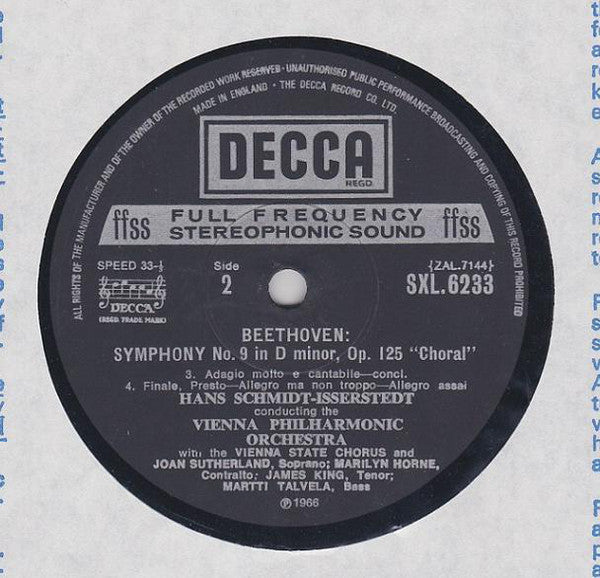 ALL RIGHTS OF THE MANUFACTURER AND OF THE OWNER OF THE RECORDED WORK RESERVED · UNAUTHORISED PUBLIC PERFORMANCE BROADCASTING AND COPYING OF THIS RECORD PROHIBITED
MADE IN ENGLAND · THE DECCA RECORD CO. LTD.
DECCA
REGD.
ffss FULL FREQUENCY ffss
STEREOPHONIC SOUND
SPEED 33-⅓ Side {ZAL.7144}
2 SXL.6233
DECCA
(REGD. TRADE MARK)
BEETHOVEN:
SYMPHONY No. 9 in D minor, Op. 125 "Choral"
3. Adagio molto e cantabile—concl.
4. Finale, Presto—Allegro ma non troppo—Allegro assai
HANS SCHMIDT-ISSERSTEDT
conducting the
VIENNA PHILHARMONIC
ORCHESTRA
with the VIENNA STATE CHORUS and
JOAN SUTHERLAND, Soprano; MARILYN HORNE,
Contralto; JAMES KING, Tenor;
MARTTI TALVELA, Bass
℗1966